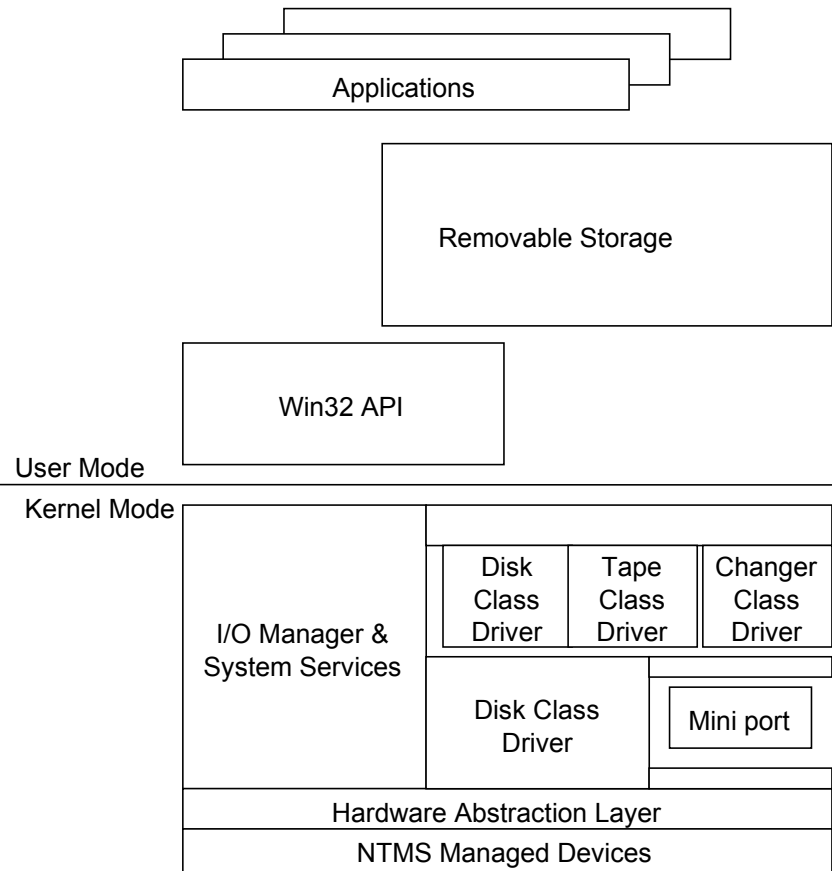 Applications
Removable Storage
Win32 API
User Mode
Kernel Mode
I/O Manager &
System Services
Disk
Class
Driver
Tape
Class
Driver
Changer
Class
Driver
Disk Class
Driver
Mini port
Hardware Abstraction Layer
NTMS Managed Devices